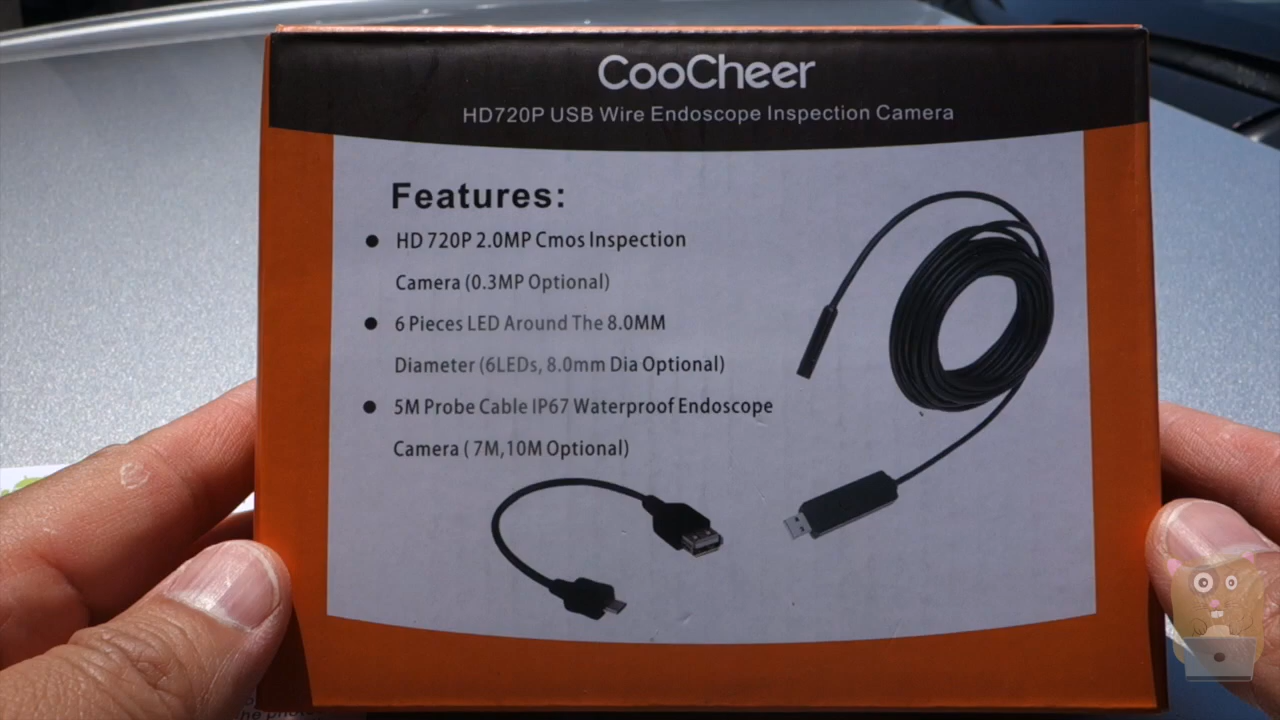 CooCheer
HD720P USB Wire Endoscope Inspection Camera
Features:
● HD 720P 2.0MP Cmos Inspection
Camera (0.3MP Optional)
● 6 Pieces LED Around The 8.0MM
Diameter (6LEDs, 8.0mm Dia Optional)
● 5M Probe Cable IP67 Waterproof Endoscope
Camera ( 7M,10M Optional)